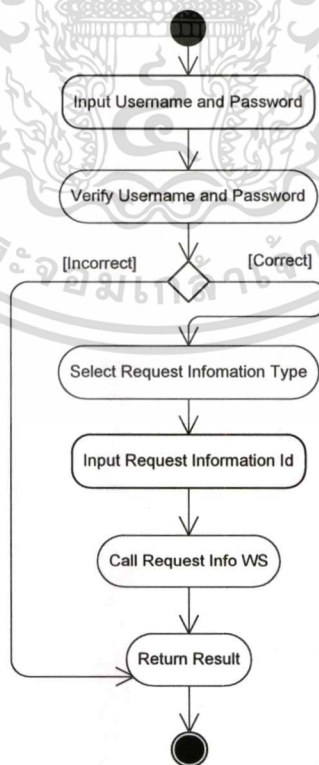 Input Username and Password
Verify Username and Password
[Incorrect]
[Correct]
Select Request Infomation Type
Input Request Information Id
Call Request Info WS
Return Result